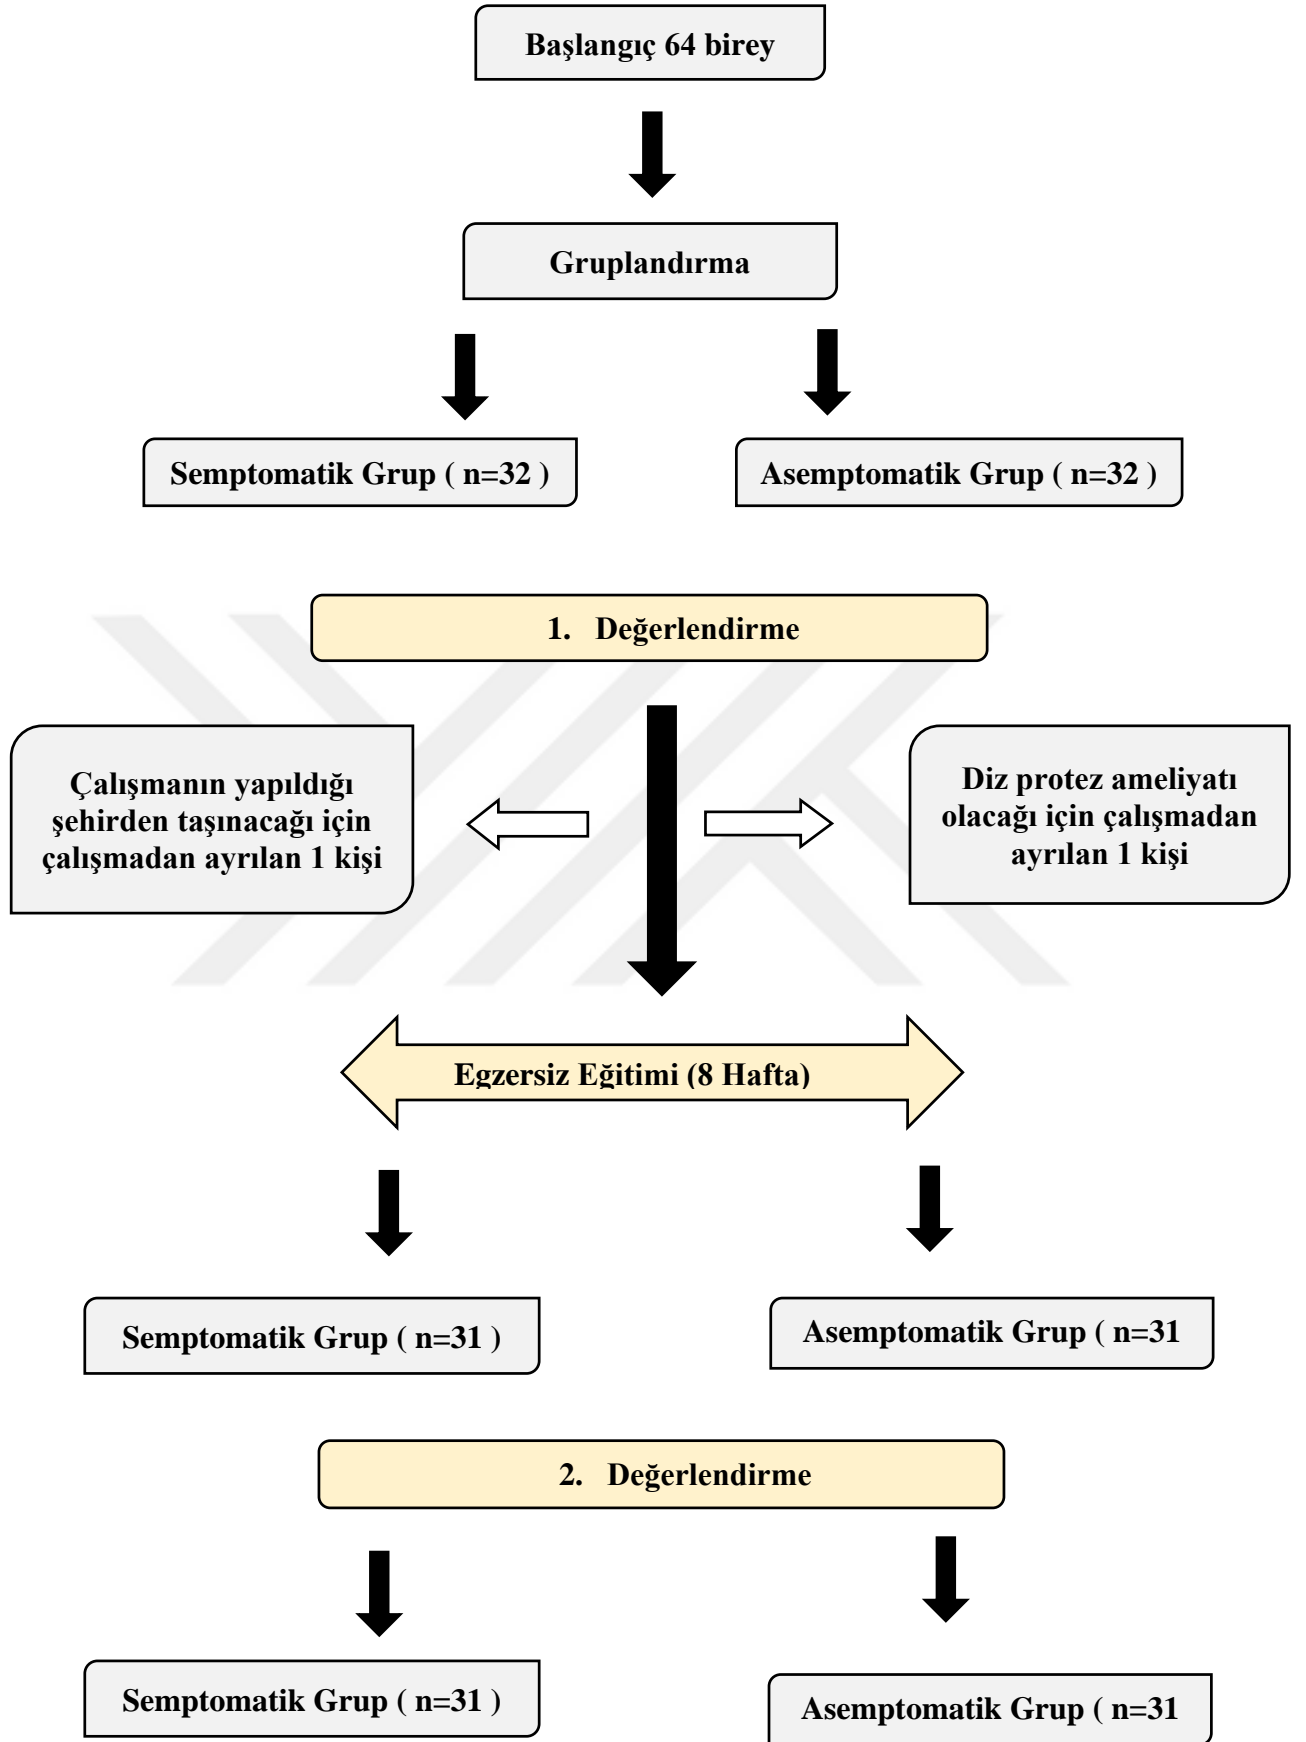 Başlangıç 64 birey
Gruplandırma
Semptomatik Grup ( n=32 )
Asemptomatik Grup ( n=32 )
1. Değerlendirme
Çalışmanın yapıldığı
şehirden taşınacağı için
çalışmadan ayrılan 1 kişi
Diz protez ameliyatı
olacağı için çalışmadan
ayrılan 1 kişi
Egzersiz Eğitimi (8 Hafta)
Semptomatik Grup ( n=31 )
Asemptomatik Grup ( n=31
2. Değerlendirme
Semptomatik Grup ( n=31 )
Asemptomatik Grup ( n=31